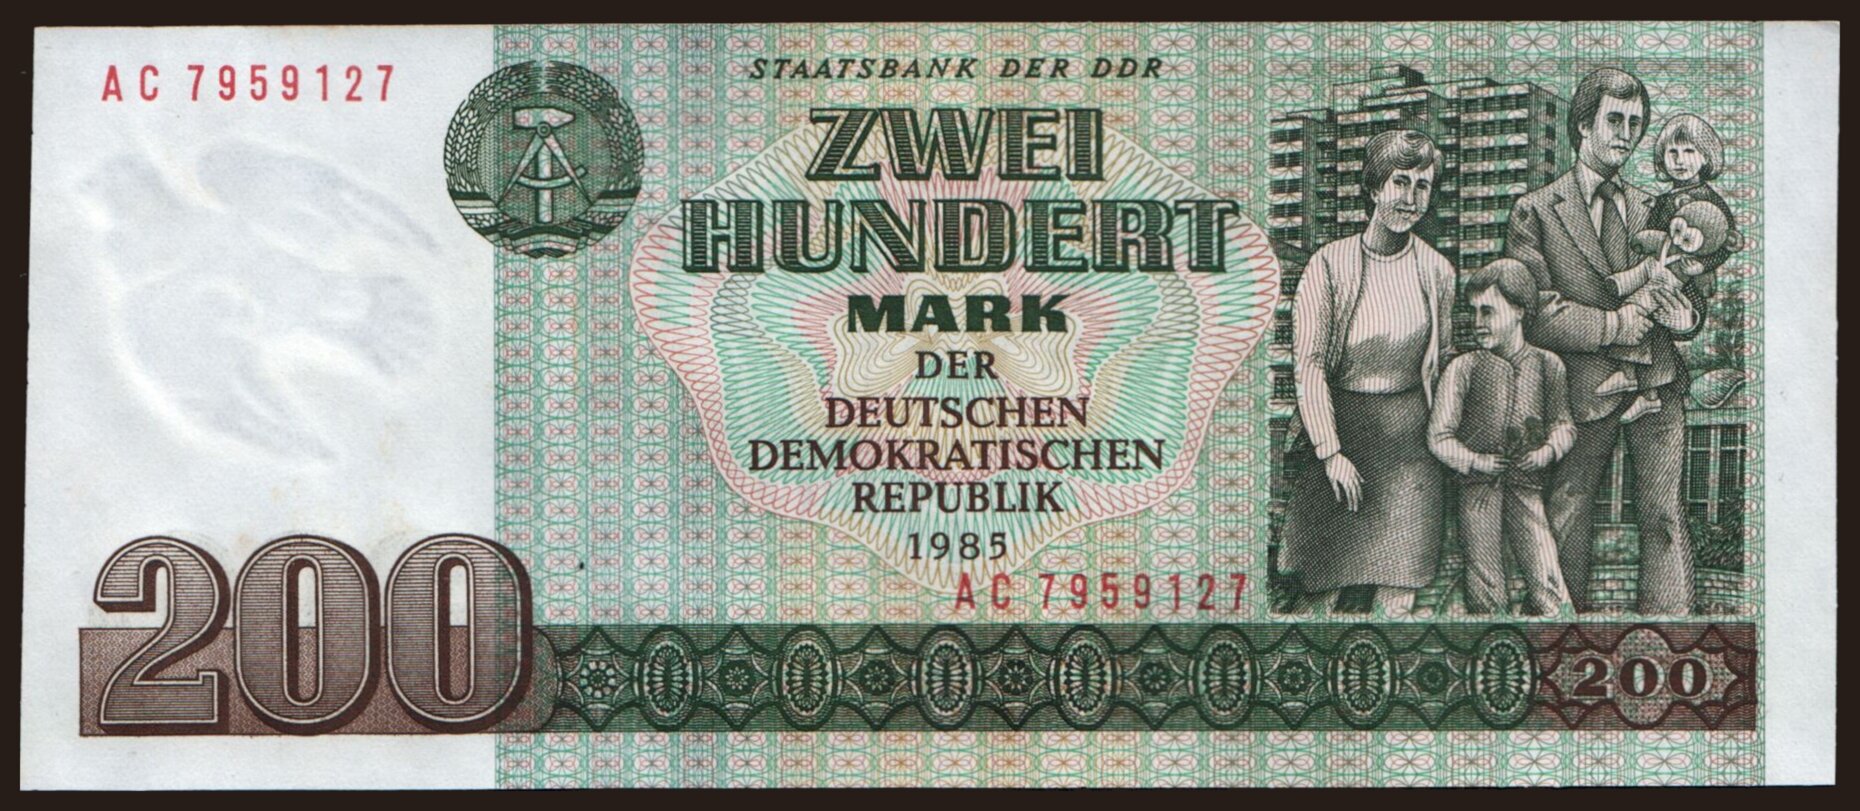 AC 7959127
STAATSBANK DER DDR
ZWEI
HUNDERT
MARK
DER
DEUTSCHEN
DEMOKRATISCHEN
REPUBLIK
1985
AC 7959127
200
200